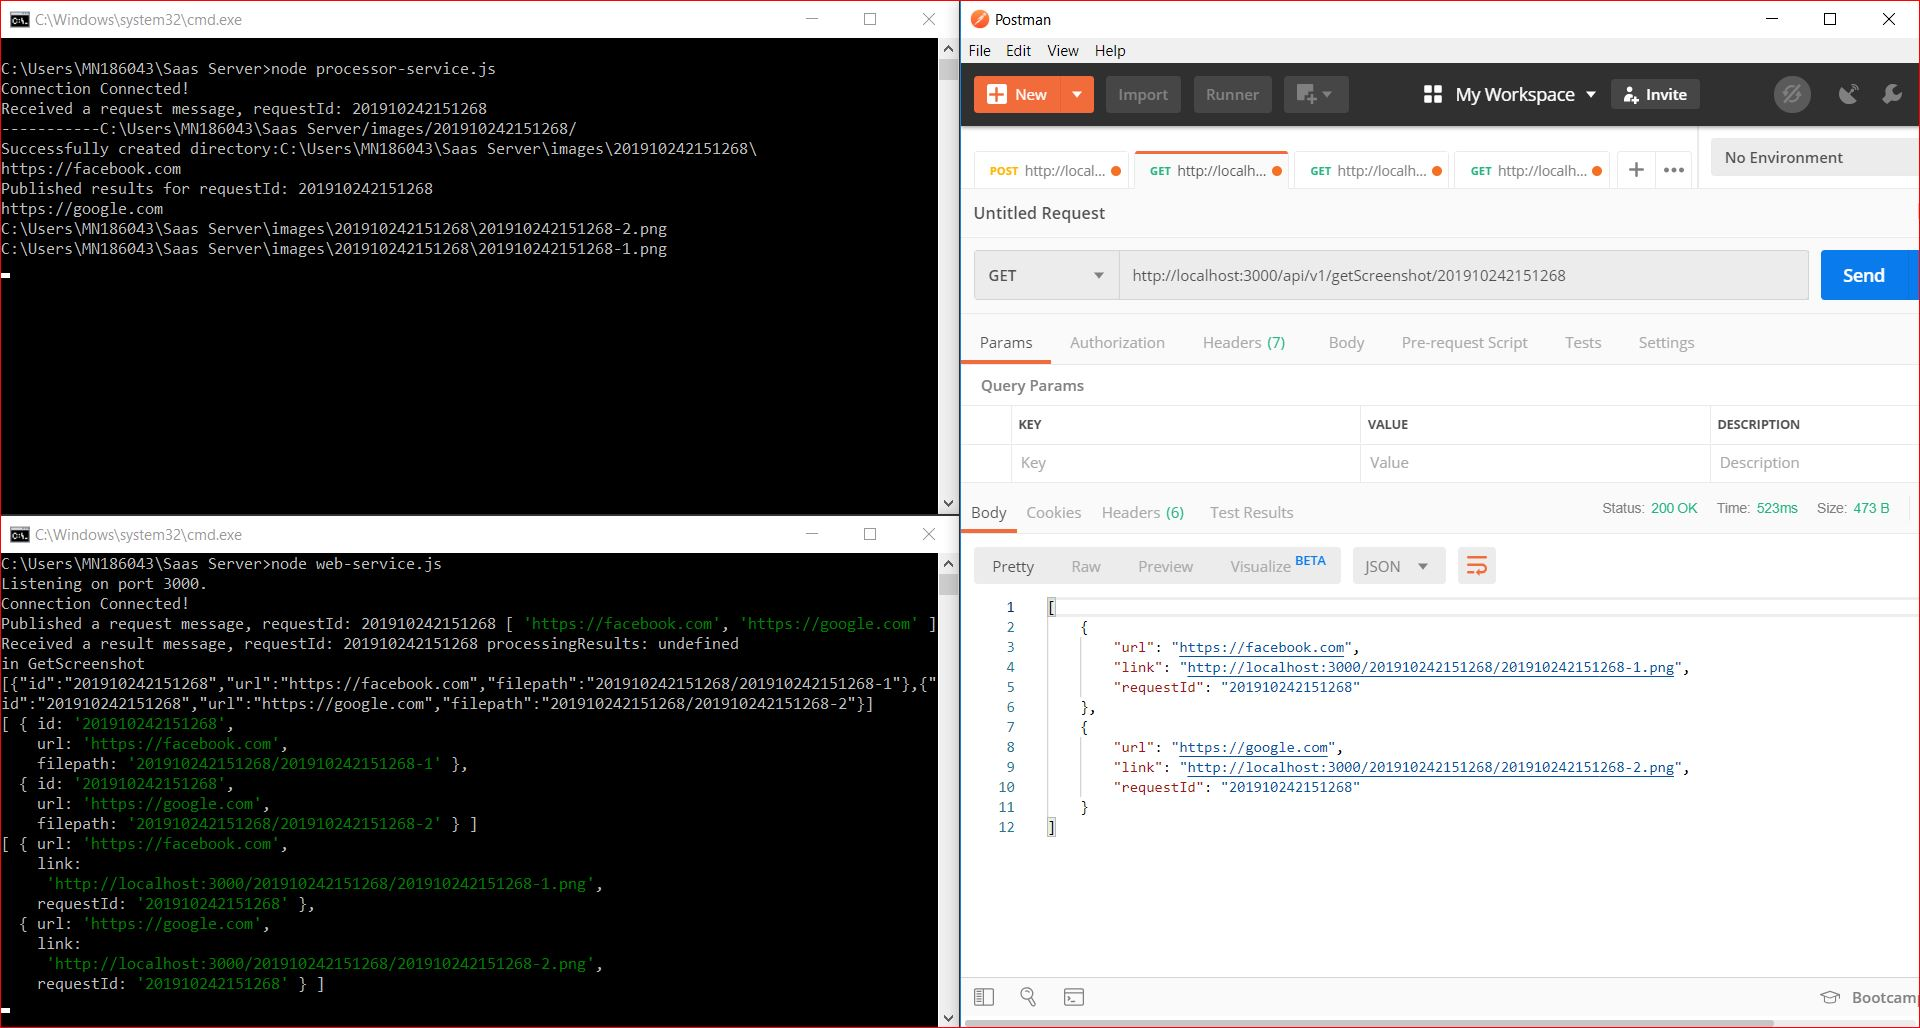 C:\Windows\system32\cmd.exe
C:\Users\MN186043\Saas Server>node processor-service.js
Connection Connected!
Received a request message, requestId: 201910242151268
-----------C:\Users\MN186043\Saas Server/images/201910242151268/
Successfully created directory:C:\Users\MN186043\Saas Server\images\201910242151268\
https://facebook.com
Published results for requestId: 201910242151268
https://google.com
C:\Users\MN186043\Saas Server\images\201910242151268\201910242151268-2.png
C:\Users\MN186043\Saas Server\images\201910242151268\201910242151268-1.png
C:\Windows\system32\cmd.exe
C:\Users\MN186043\Saas Server>node web-service.js
Listening on port 3000.
Connection Connected!
Published a request message, requestId: 201910242151268 [ 'https://facebook.com', 'https://google.com' ]
Received a result message, requestId: 201910242151268 processingResults: undefined
in GetScreenshot
[{"id":"201910242151268","url":"https://facebook.com","filepath":"201910242151268/201910242151268-1"},{"
id":"201910242151268","url":"https://google.com","filepath":"201910242151268/201910242151268-2"}]
[ { id: '201910242151268',
url: 'https://facebook.com',
filepath: '201910242151268/201910242151268-1' },
{ id: '201910242151268',
url: 'https://google.com',
filepath: '201910242151268/201910242151268-2' } ]
[ { url: 'https://facebook.com',
link:
'http://localhost:3000/201910242151268/201910242151268-1.png',
requestId: '201910242151268' },
{ url: 'https://google.com',
link:
'http://localhost:3000/201910242151268/201910242151268-2.png',
requestId: '201910242151268' } ]
Postman
File Edit View Help
New Import Runner My Workspace Invite
POST http://local... GET http://localh... GET http://localh... GET http://localh... No Environment
Untitled Request
GET http://localhost:3000/api/v1/getScreenshot/201910242151268 Send
Params Authorization Headers (7) Body Pre-request Script Tests Settings
Query Params
KEY VALUE DESCRIPTION
Key Value Description
Body Cookies Headers (6) Test Results Status: 200 OK Time: 523ms Size: 473 B
Pretty Raw Preview Visualize BETA JSON
1 [
2 {
3 "url": "https://facebook.com",
4 "link": "http://localhost:3000/201910242151268/201910242151268-1.png",
5 "requestId": "201910242151268"
6 },
7 {
8 "url": "https://google.com",
9 "link": "http://localhost:3000/201910242151268/201910242151268-2.png",
10 "requestId": "201910242151268"
11 }
12 ]
Bootcam